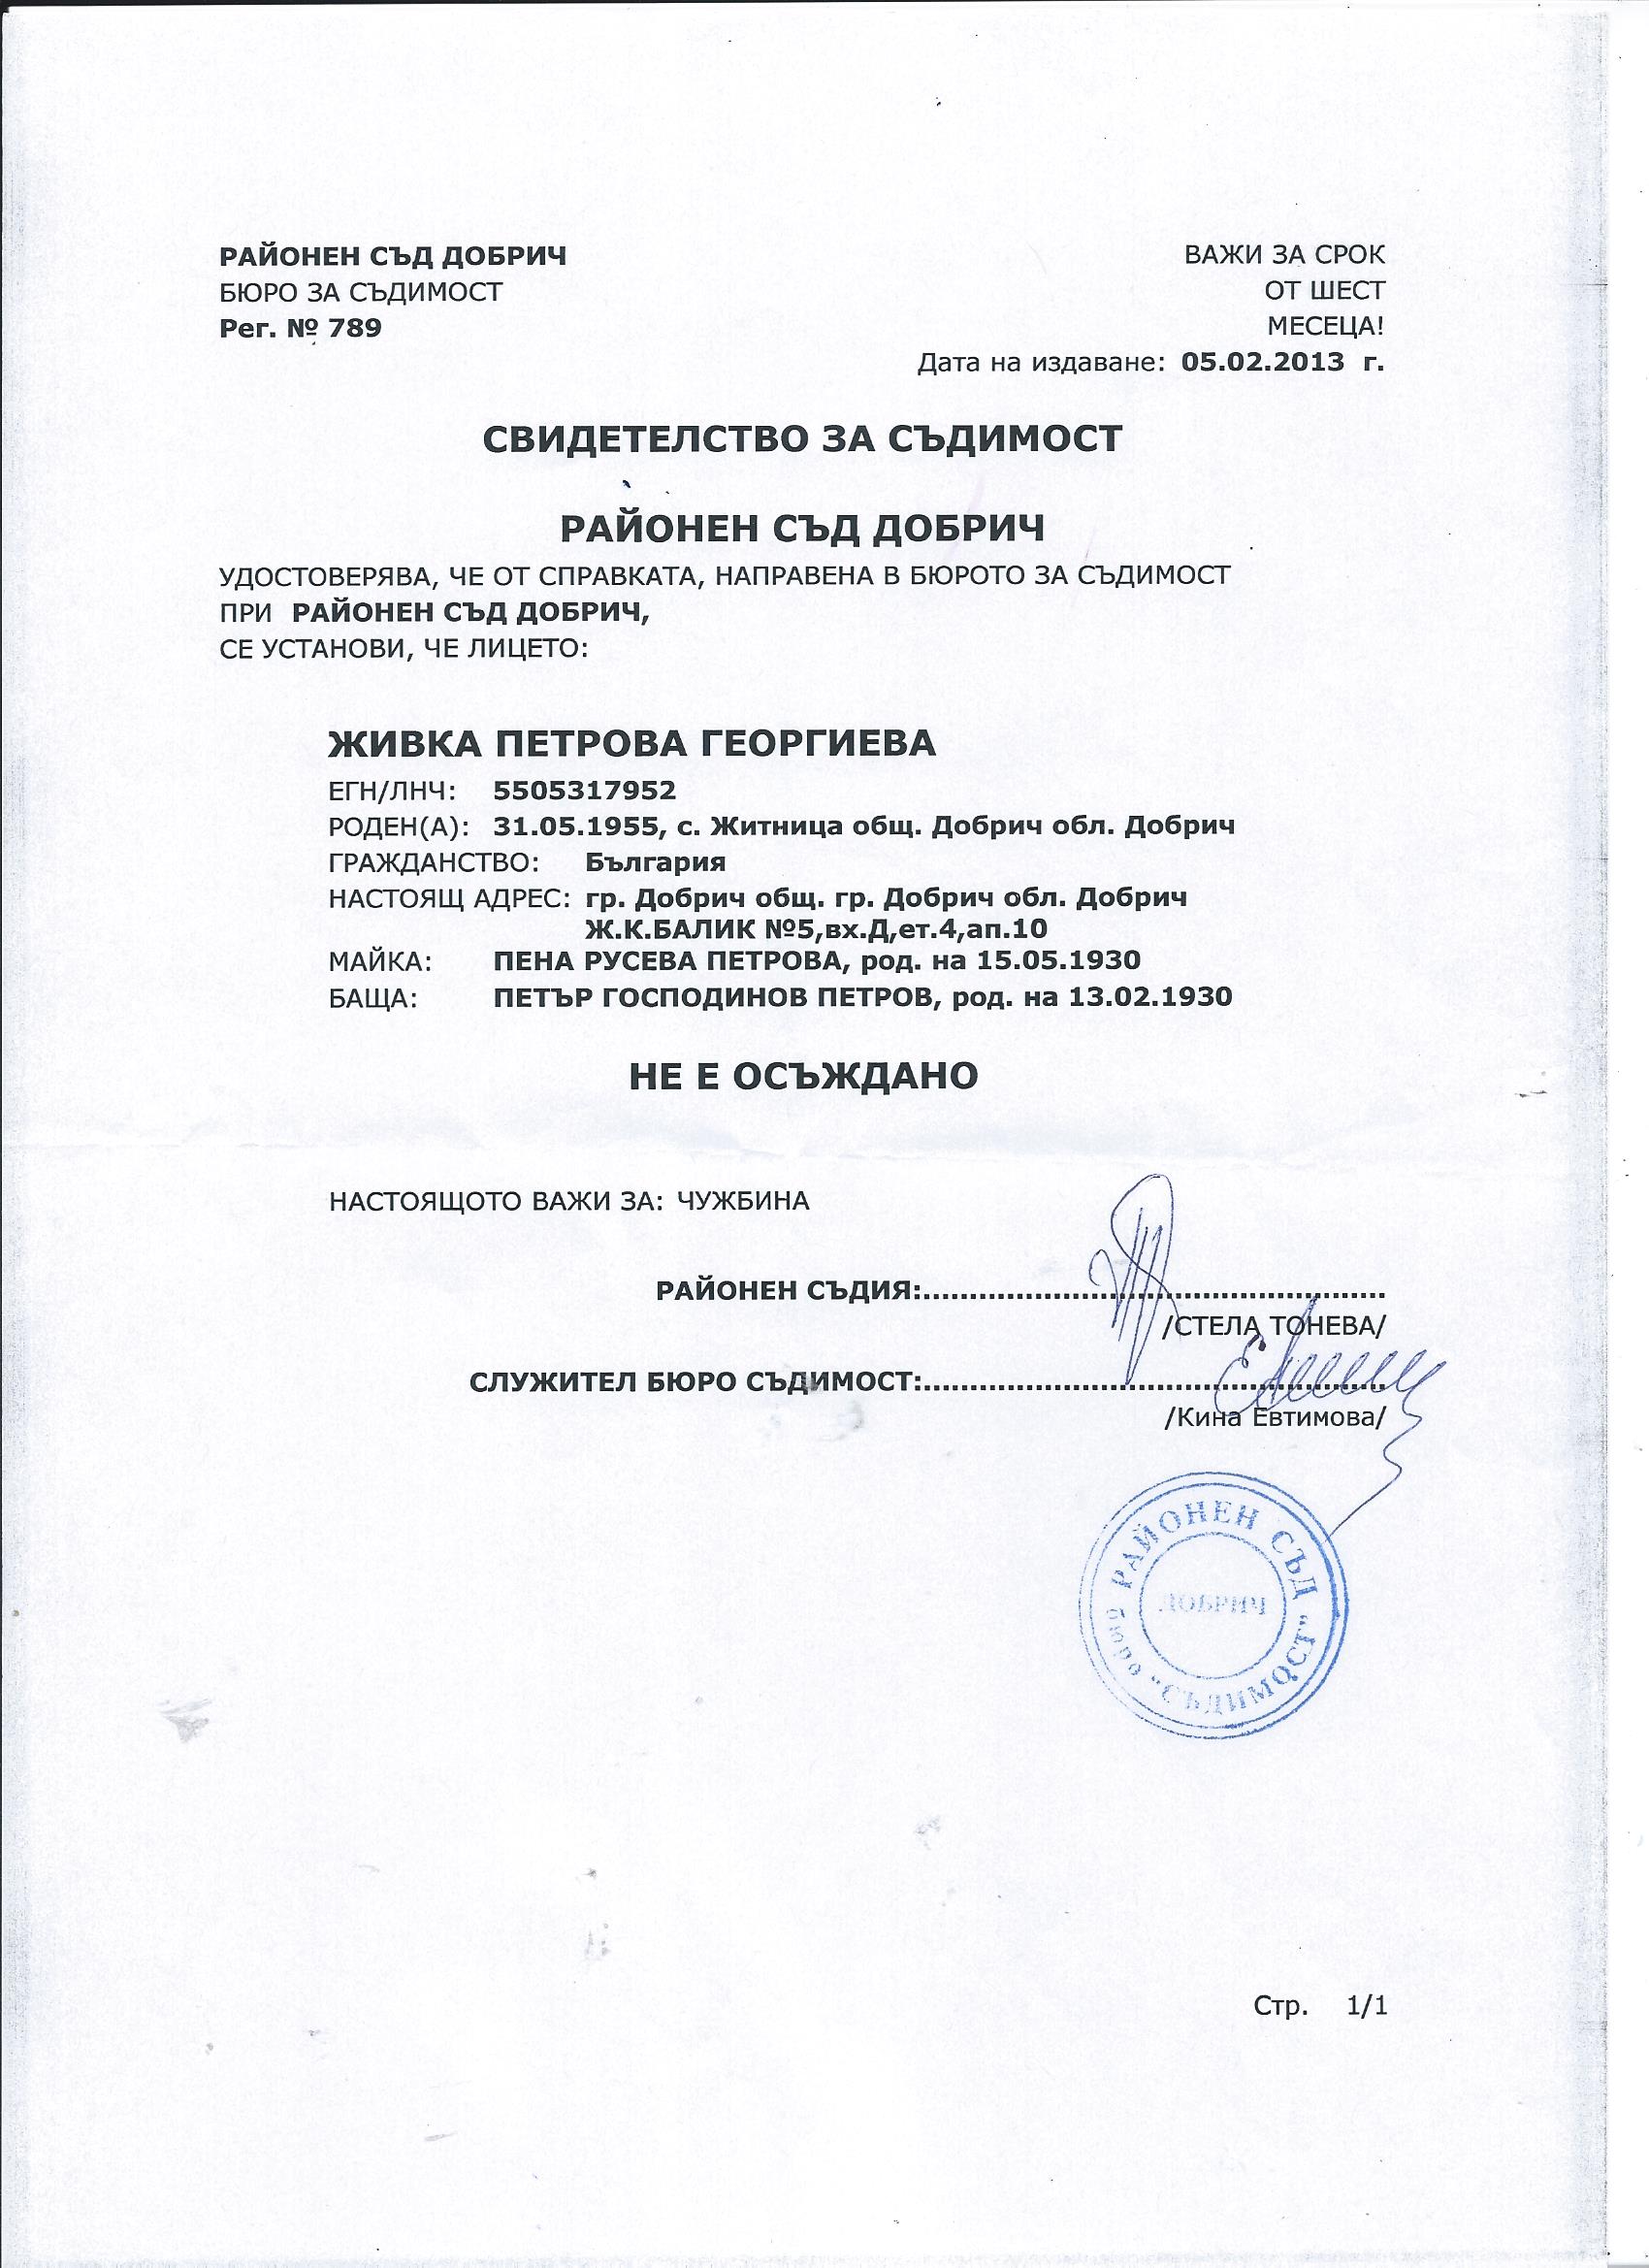 РАЙОНЕН СЪД ДОБРИЧ
БЮРО ЗА СЪДИМОСТ
Рег. № 789
ВАЖИ ЗА СРОК
ОТ ШЕСТ
МЕСЕЦА!
Дата на издаване: 05.02.2013 г.
СВИДЕТЕЛСТВО ЗА СЪДИМОСТ
РАЙОНЕН СЪД ДОБРИЧ
УДОСТОВЕРЯВА, ЧЕ ОТ СПРАВКАТА, НАПРАВЕНА В БЮРОТО ЗА СЪДИМОСТ
ПРИ РАЙОНЕН СЪД ДОБРИЧ,
СЕ УСТАНОВИ, ЧЕ ЛИЦЕТО:
ЖИВКА ПЕТРОВА ГЕОРГИЕВА
ЕГН/ЛНЧ: 5505317952
РОДЕН(А): 31.05.1955, с. Житница общ. Добрич обл. Добрич
ГРАЖДАНСТВО: България
НАСТОЯЩ АДРЕС: гр. Добрич общ. гр. Добрич обл. Добрич
Ж.К.БАЛИК №5,вх.Д,ет.4,ап.10
МАЙКА: ПЕНА РУСЕВА ПЕТРОВА, род. на 15.05.1930
БАЩА: ПЕТЪР ГОСПОДИНОВ ПЕТРОВ, род. на 13.02.1930
НЕ Е ОСЪЖДАНО
НАСТОЯЩОТО ВАЖИ ЗА: ЧУЖБИНА
РАЙОНЕН СЪДИЯ:..................................................
/СТЕЛА ТОНЕВА/
СЛУЖИТЕЛ БЮРО СЪДИМОСТ:..................................................
/Кина Евтимова/
РАЙОНЕН СЪД
ДОБРИЧ
бюро "СЪДИМОСТ"
Стр. 1/1